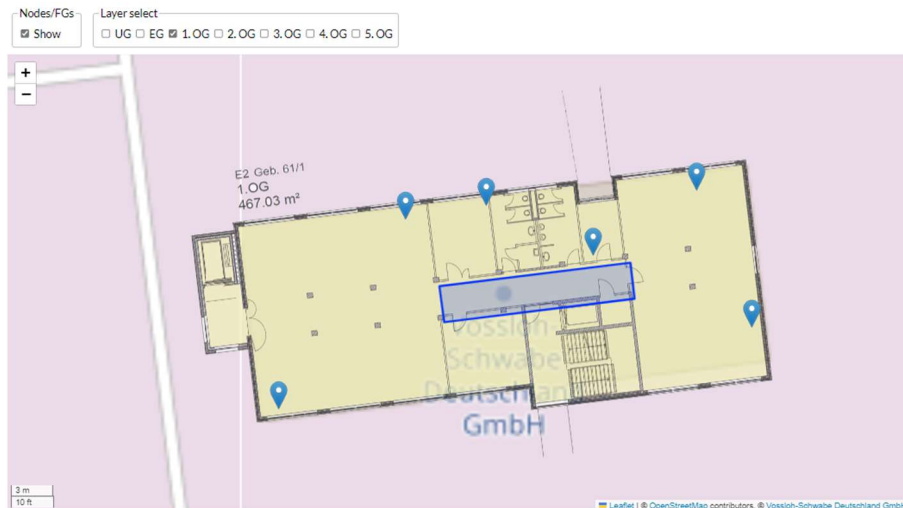 Nodes/FGs
Show
Layer select
UG EG 1.OG 2.OG 3.OG 4.OG 5.OG
+
−
E2 Geb. 61/1
1.OG
467.03 m²
Vossloh-
Schwabe
Deutschland
GmbH
3 m
10 ft
Leaflet | © OpenStreetMap contributors, © Vossloh-Schwabe Deutschland GmbH